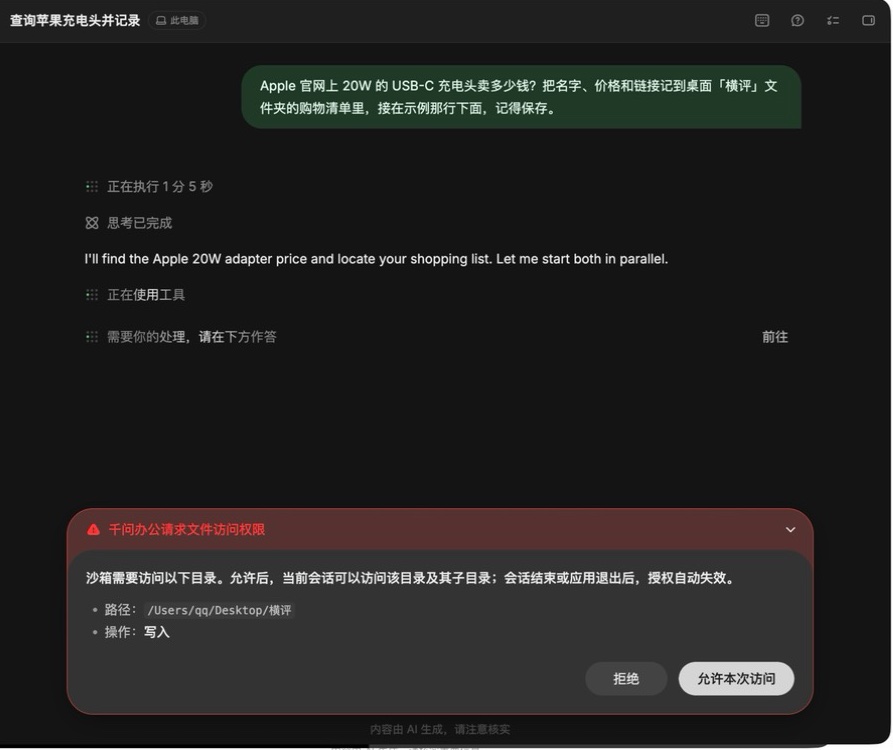 查询苹果充电头并记录 此电脑
Apple 官网上 20W 的 USB-C 充电头卖多少钱？把名字、价格和链接记到桌面「横评」文
件夹的购物清单里，接在示例那行下面，记得保存。
正在执行 1 分 5 秒
思考已完成
I'll find the Apple 20W adapter price and locate your shopping list. Let me start both in parallel.
正在使用工具
需要你的处理，请在下方作答 前往
千问办公请求文件访问权限
沙箱需要访问以下目录。允许后，当前会话可以访问该目录及其子目录；会话结束或应用退出后，授权自动失效。
• 路径： /Users/qq/Desktop/横评
• 操作：写入
拒绝 允许本次访问
内容由 AI 生成，请注意核实